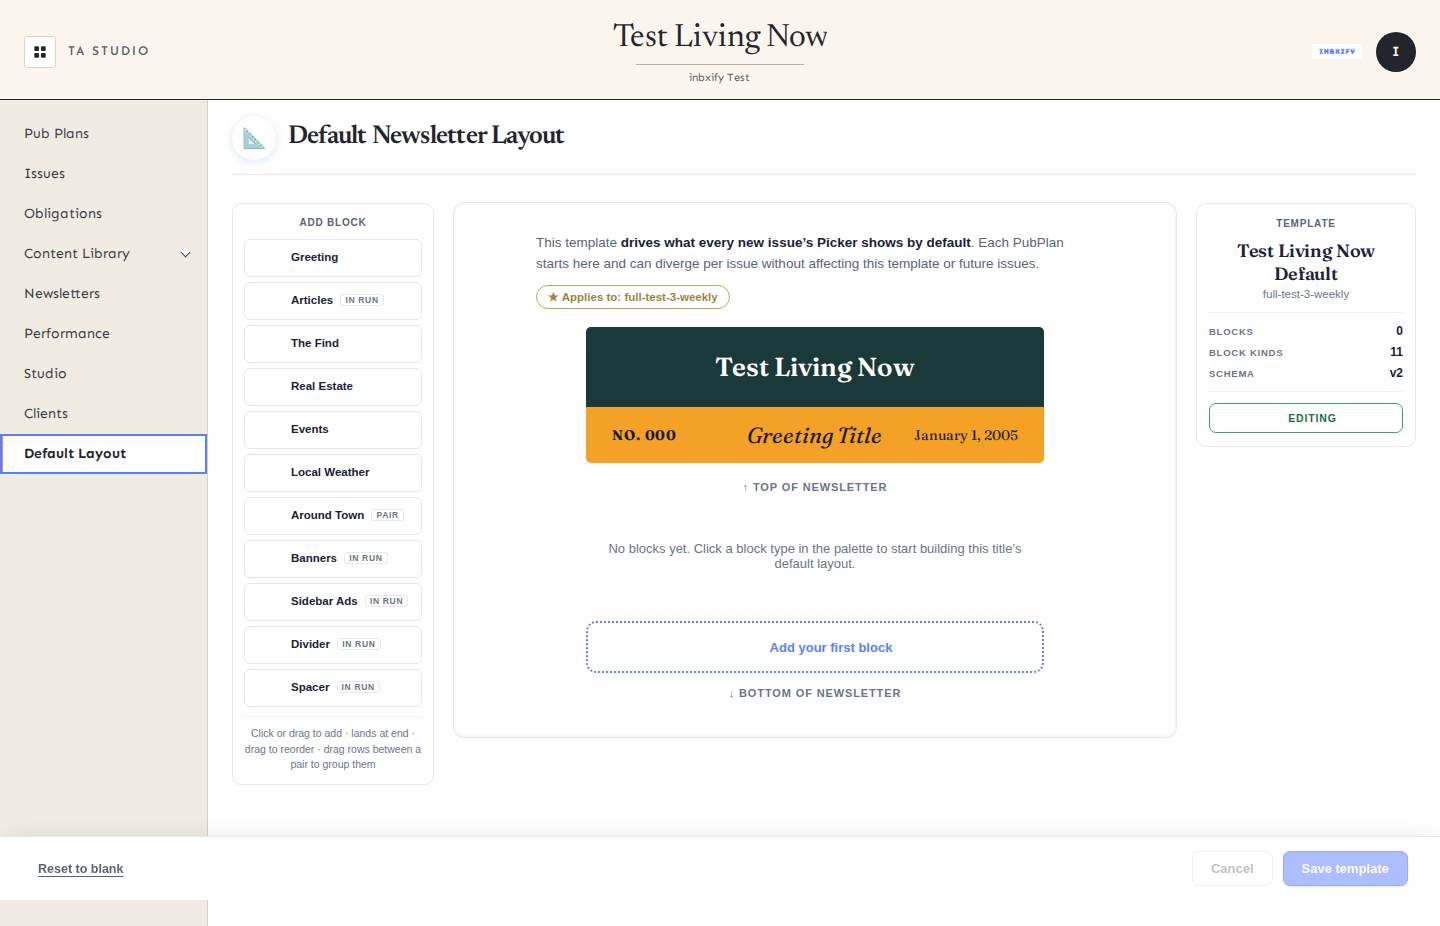 TA STUDIO
Test Living Now
inbxify Test
INBXIFY
I
Pub Plans
Issues
Obligations
Content Library
Newsletters
Performance
Studio
Clients
Default Layout
Default Newsletter Layout
ADD BLOCK
Greeting
Articles IN RUN
The Find
Real Estate
Events
Local Weather
Around Town PAIR
Banners IN RUN
Sidebar Ads IN RUN
Divider IN RUN
Spacer IN RUN
Click or drag to add · lands at end ·
drag to reorder · drag rows between a
pair to group them
This template drives what every new issue’s Picker shows by default. Each PubPlan
starts here and can diverge per issue without affecting this template or future issues.
★ Applies to: full-test-3-weekly
Test Living Now
NO. 000 Greeting Title January 1, 2005
↑ TOP OF NEWSLETTER
No blocks yet. Click a block type in the palette to start building this title’s
default layout.
Add your first block
↓ BOTTOM OF NEWSLETTER
TEMPLATE
Test Living Now
Default
full-test-3-weekly
BLOCKS 0
BLOCK KINDS 11
SCHEMA v2
EDITING
Reset to blank
Cancel
Save template